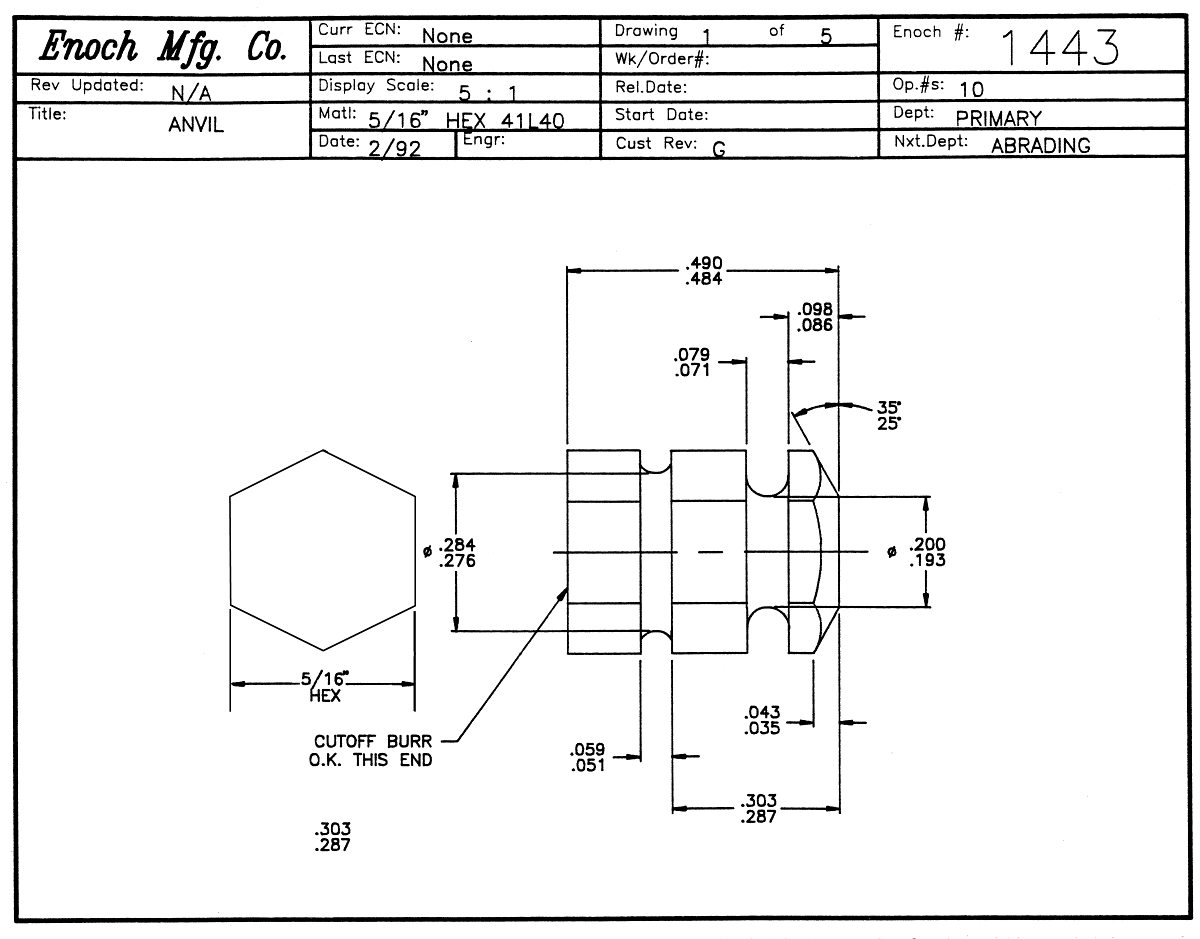 Enoch Mfg. Co.
Curr ECN: None
Last ECN: None
Drawing 1 of 5
Wk/Order#:
Enoch #: 1443
Rev Updated: N/A
Display Scale: 5 : 1
Rel.Date:
Op.#s: 10
Title: ANVIL
Matl: 5/16" HEX 41L40
Start Date:
Dept: PRIMARY
Date: 2/92
Engr:
Cust Rev: G
Nxt.Dept: ABRADING
.490
.484
.098
.086
.079
.071
35°
25°
ø .284
.276
ø .200
.193
5/16"
HEX
.043
.035
CUTOFF BURR
O.K. THIS END
.059
.051
.303
.287
.303
.287